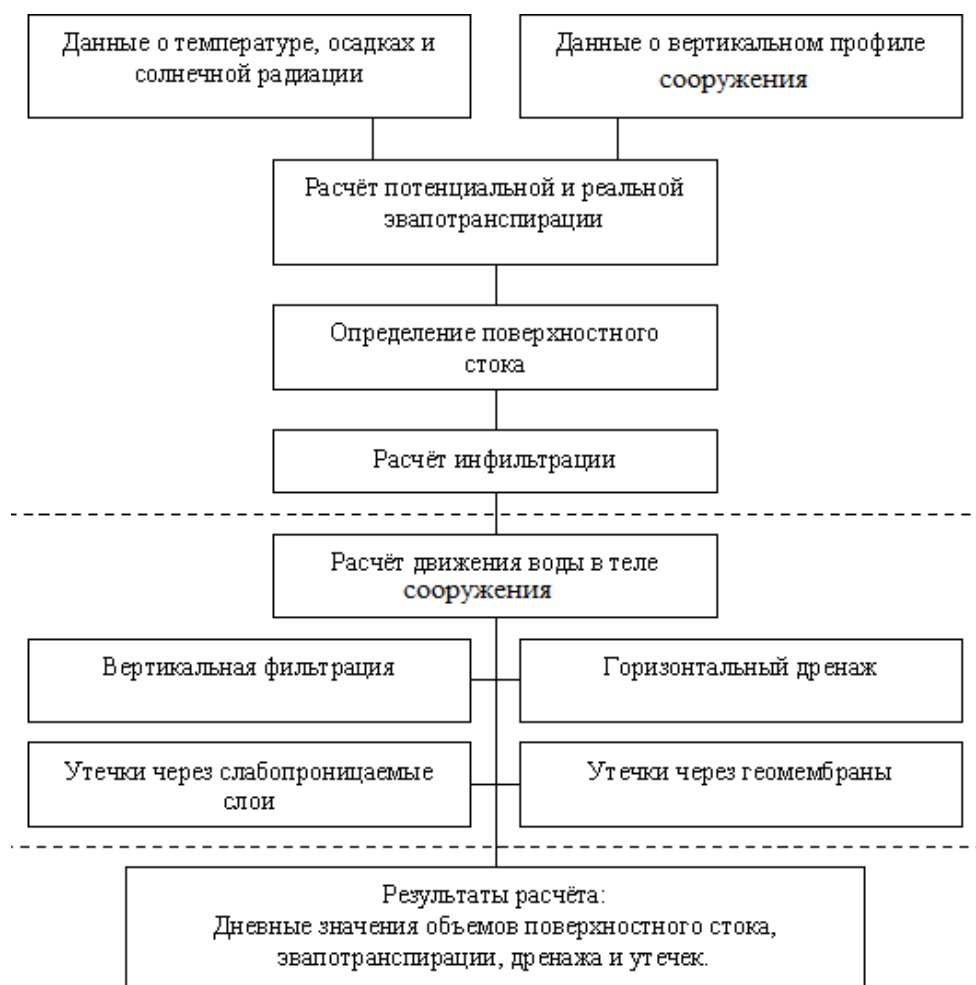 Данные о температуре, осадках и
солнечной радиации
Данные о вертикальном профиле
сооружения
Расчёт потенциальной и реальной
эвапотранспирации
Определение поверхностного
стока
Расчёт инфильтрации
Расчёт движения воды в теле
сооружения
Вертикальная фильтрация
Горизонтальный дренаж
Утечки через слабопроницаемые
слои
Утечки через геомембраны
Результаты расчёта:
Дневные значения объемов поверхностного стока,
эвапотранспирации, дренажа и утечек.